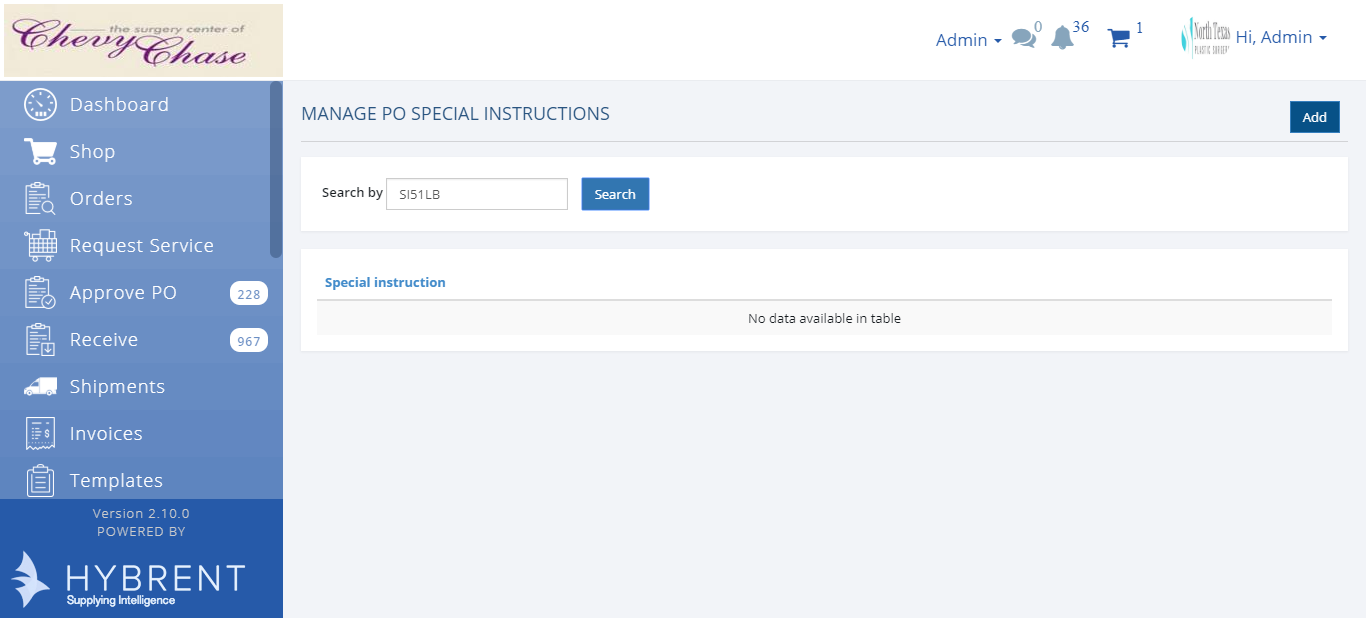 the surgery center of
Chevy Chase
Admin
0
36
1
North Texas
PLASTIC SURGERY
Hi, Admin
Dashboard
Shop
Orders
Request Service
Approve PO 228
Receive 967
Shipments
Invoices
Templates
Version 2.10.0
POWERED BY
HYBRENT
Supplying Intelligence
MANAGE PO SPECIAL INSTRUCTIONS
Add
Search by SI51LB Search
Special instruction
No data available in table